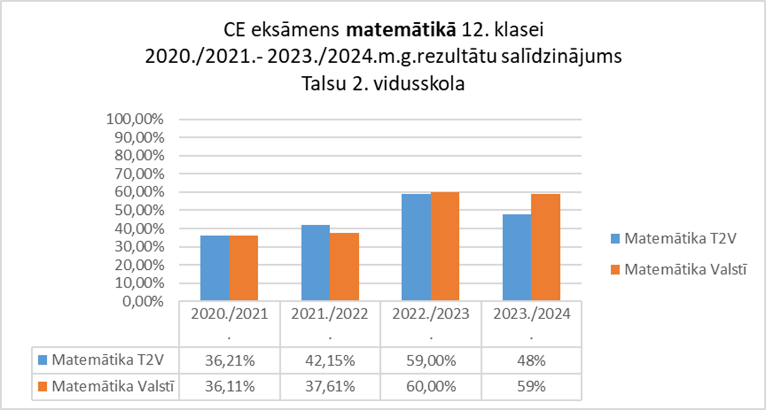 CE eksāmens matemātikā 12. klasei
2020./2021.- 2023./2024.m.g.rezultātu salīdzinājums
Talsu 2. vidusskola
100,00%
90,00%
80,00%
70,00%
60,00%
50,00%
40,00%
30,00%
20,00%
10,00%
0,00%
Matemātika T2V
Matemātika Valstī
2020./2021. 2021./2022. 2022./2023. 2023./2024.
Matemātika T2V 36,21% 42,15% 59,00% 48%
Matemātika Valstī 36,11% 37,61% 60,00% 59%